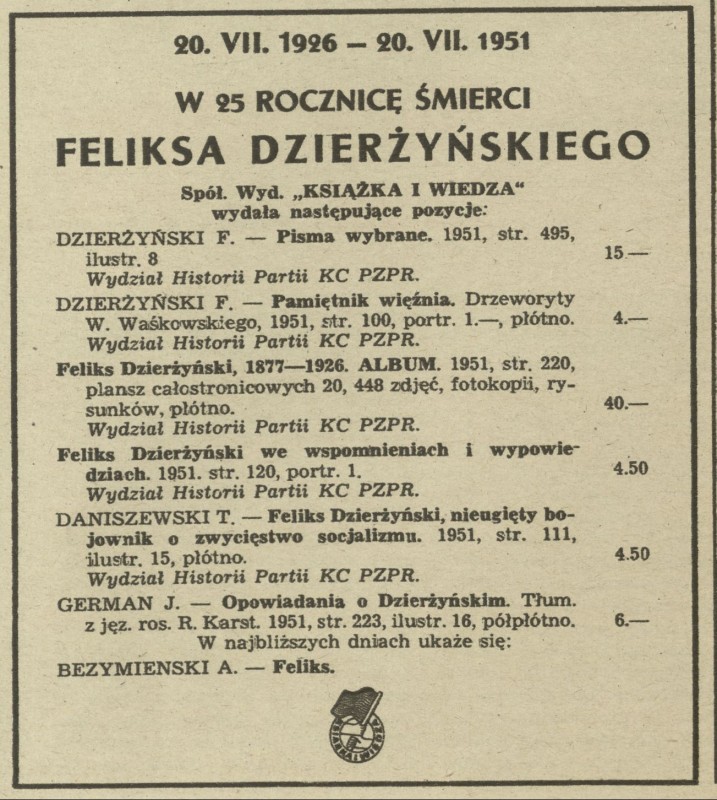 20. VII. 1926 — 20. VII. 1951
W 25 ROCZNICĘ ŚMIERCI
FELIKSA DZIERŻYŃSKIEGO
Spół. Wyd. „KSIĄŻKA I WIEDZA"
wydała następujące pozycje:
DZIERŻYŃSKI F. — Pisma wybrane. 1951, str. 495,
ilustr. 8 15.—
Wydział Historii Partii KC PZPR.
DZIERŻYŃSKI F. — Pamiętnik więźnia. Drzeworyty
W. Waśkowskiego, 1951, str. 100, portr. 1.—, płótno. 4.—
Wydział Historii Partii KC PZPR.
Feliks Dzierżyński, 1877—1926. ALBUM. 1951, str. 220,
plansz całostronicowych 20, 448 zdjęć, fotokopii, ry-
sunków, płótno. 40.—
Wydział Historii Partii KC PZPR.
Feliks Dzierżyński we wspomnieniach i wypowie-
dziach. 1951. str. 120, portr. 1. 4.50
Wydział Historii Partii KC PZPR.
DANISZEWSKI T. — Feliks Dzierżyński, nieugięty bo-
jownik o zwycięstwo socjalizmu. 1951, str. 111,
ilustr. 15, płótno. 4.50
Wydział Historii Partii KC PZPR.
GERMAN J. — Opowiadania o Dzierżyńskim. Tłum.
z jęz. ros. R. Karst. 1951, str. 223, ilustr. 16, półpłótno. 6.—
W najbliższych dniach ukaże się:
BEZYMIENSKI A. — Feliks.
KSIĄŻKA I WIEDZA